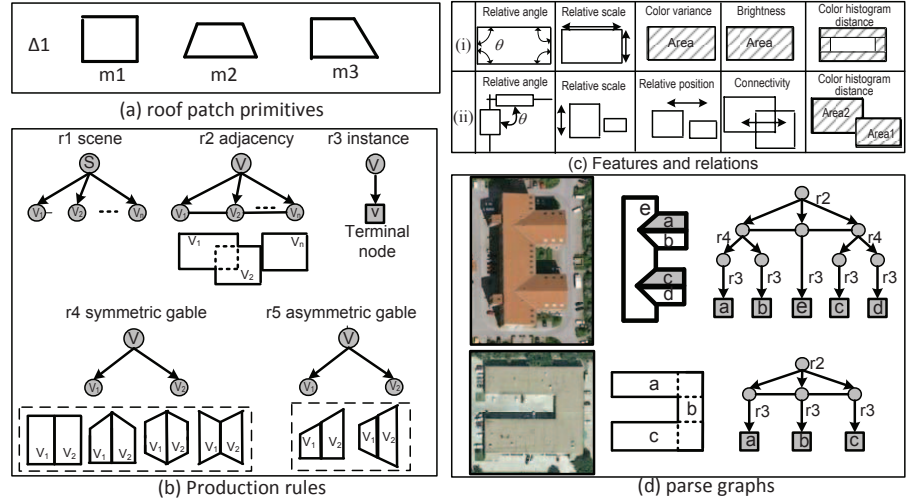 Δ1
m1 m2 m3
(a) roof patch primitives
r1 scene r2 adjacency r3 instance
S V V
V1 V2 Vn V1 V2 Vn v
Terminal node
V1 V2 Vn
r4 symmetric gable r5 asymmetric gable
V V
V1 V2 V1 V2
V1 V2 V1 V2 V1 V2 V1 V2 V1 V2 V1 V2
(b) Production rules
Relative angle Relative scale Color variance Brightness Color histogram distance
(i) θ Area Area
Relative angle Relative scale Relative position Connectivity Color histogram distance
(ii) θ Area2 Area1
(c) Features and relations
e a b c d
r2
r4 r4
r3 r3 r3 r3 r3
a b e c d
a b c
r2
r3 r3 r3
a b c
(d) parse graphs